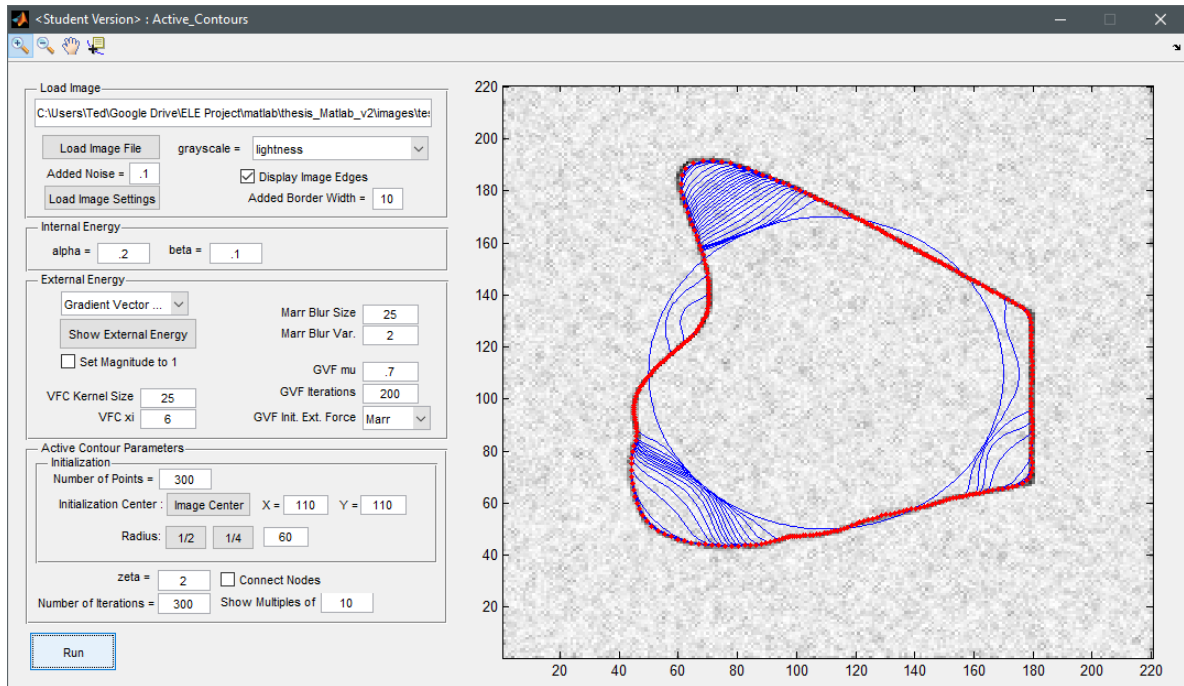 <Student Version> : Active_Contours
Load Image
C:\Users\Ted\Google Drive\ELE Project\matlab\thesis_Matlab_v2\images\tes
Load Image File grayscale = lightness
Added Noise = .1 Display Image Edges
Load Image Settings Added Border Width = 10
Internal Energy
alpha = .2 beta = .1
External Energy
Gradient Vector ... Marr Blur Size 25
Show External Energy Marr Blur Var. 2
Set Magnitude to 1 GVF mu .7
VFC Kernel Size 25 GVF Iterations 200
VFC xi 6 GVF Init. Ext. Force Marr
Active Contour Parameters
Initialization
Number of Points = 300
Initialization Center : Image Center X = 110 Y = 110
Radius: 1/2 1/4 60
zeta = 2 Connect Nodes
Number of Iterations = 300 Show Multiples of 10
Run
220
200
180
160
140
120
100
80
60
40
20
20 40 60 80 100 120 140 160 180 200 220